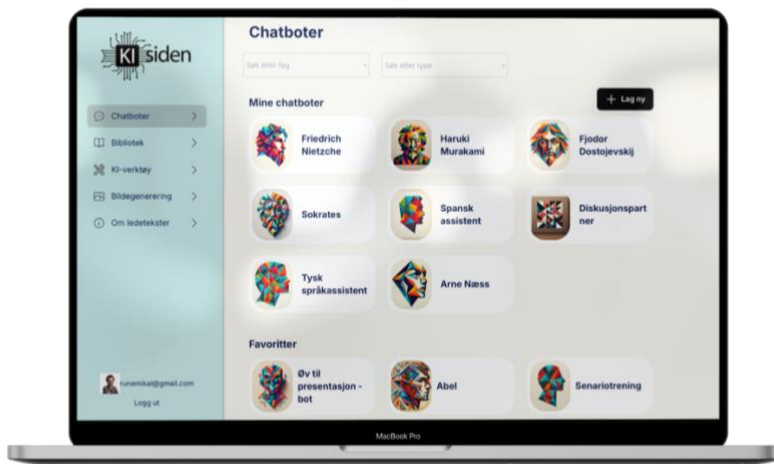 KI siden
Chatboter
Bibliotek
KI-verktøy
Bildegenerering
Om ledetekster
runemikal@gmail.com
Logg ut
Chatboter
Søk etter fag
Søk etter type
Mine chatboter
+ Lag ny
Friedrich
Nietzche
Haruki
Murakami
Fjodor
Dostojevskij
Sokrates
Spansk
assistent
Diskusjonspart
ner
Tysk
språkassistent
Arne Næss
Favoritter
Øv til
presentasjon -
bot
Abel
Senariotrening
MacBook Pro